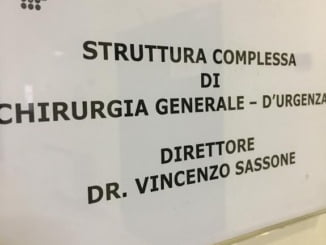 STRUTTURA COMPLESSA
DI
CHIRURGIA GENERALE – D'URGENZA
DIRETTORE
DR. VINCENZO SASSONE